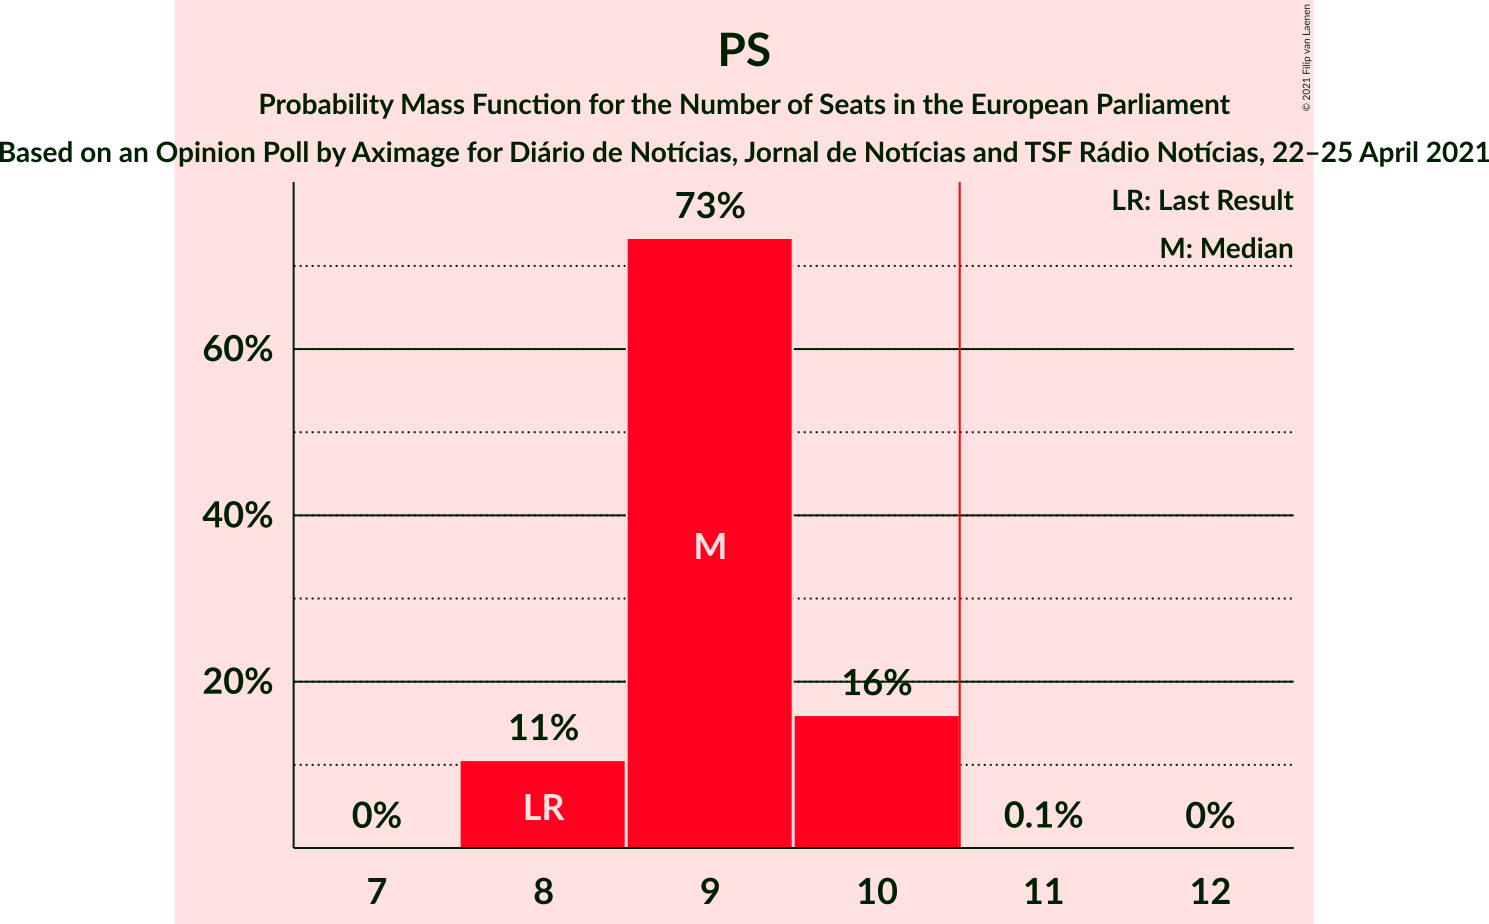 PS
Probability Mass Function for the Number of Seats in the European Parliament
Based on an Opinion Poll by Aximage for Diário de Notícias, Jornal de Notícias and TSF Rádio Notícias, 22–25 April 2021
© 2021 Filip van Laenen
LR: Last Result
M: Median
73%
60%
40%
M
20%
16%
11%
LR
0%
0.1%
0%
7 8 9 10 11 12